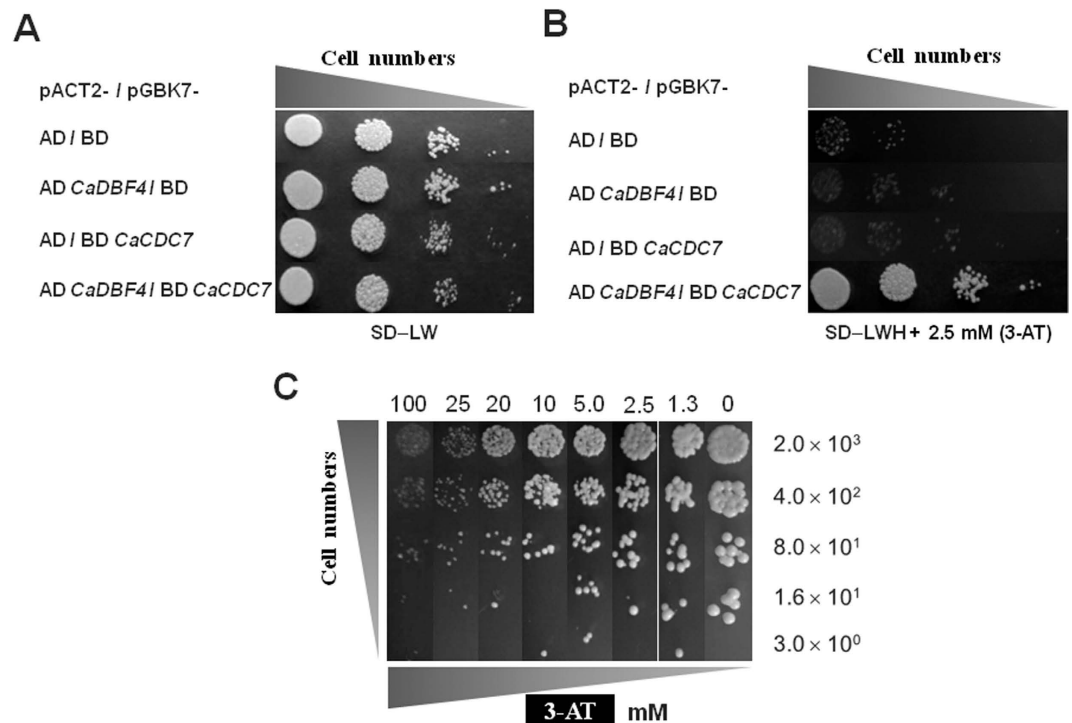 A
Cell numbers
pACT2- / pGBK7-
AD / BD
AD CaDBF4 / BD
AD / BD CaCDC7
AD CaDBF4 / BD CaCDC7
SD–LW
B
Cell numbers
pACT2- / pGBK7-
AD / BD
AD CaDBF4 / BD
AD / BD CaCDC7
AD CaDBF4 / BD CaCDC7
SD–LWH + 2.5 mM (3-AT)
C
100 25 20 10 5.0 2.5 1.3 0
Cell numbers
2.0 × 10³
4.0 × 10²
8.0 × 10¹
1.6 × 10¹
3.0 × 10⁰
3-AT mM